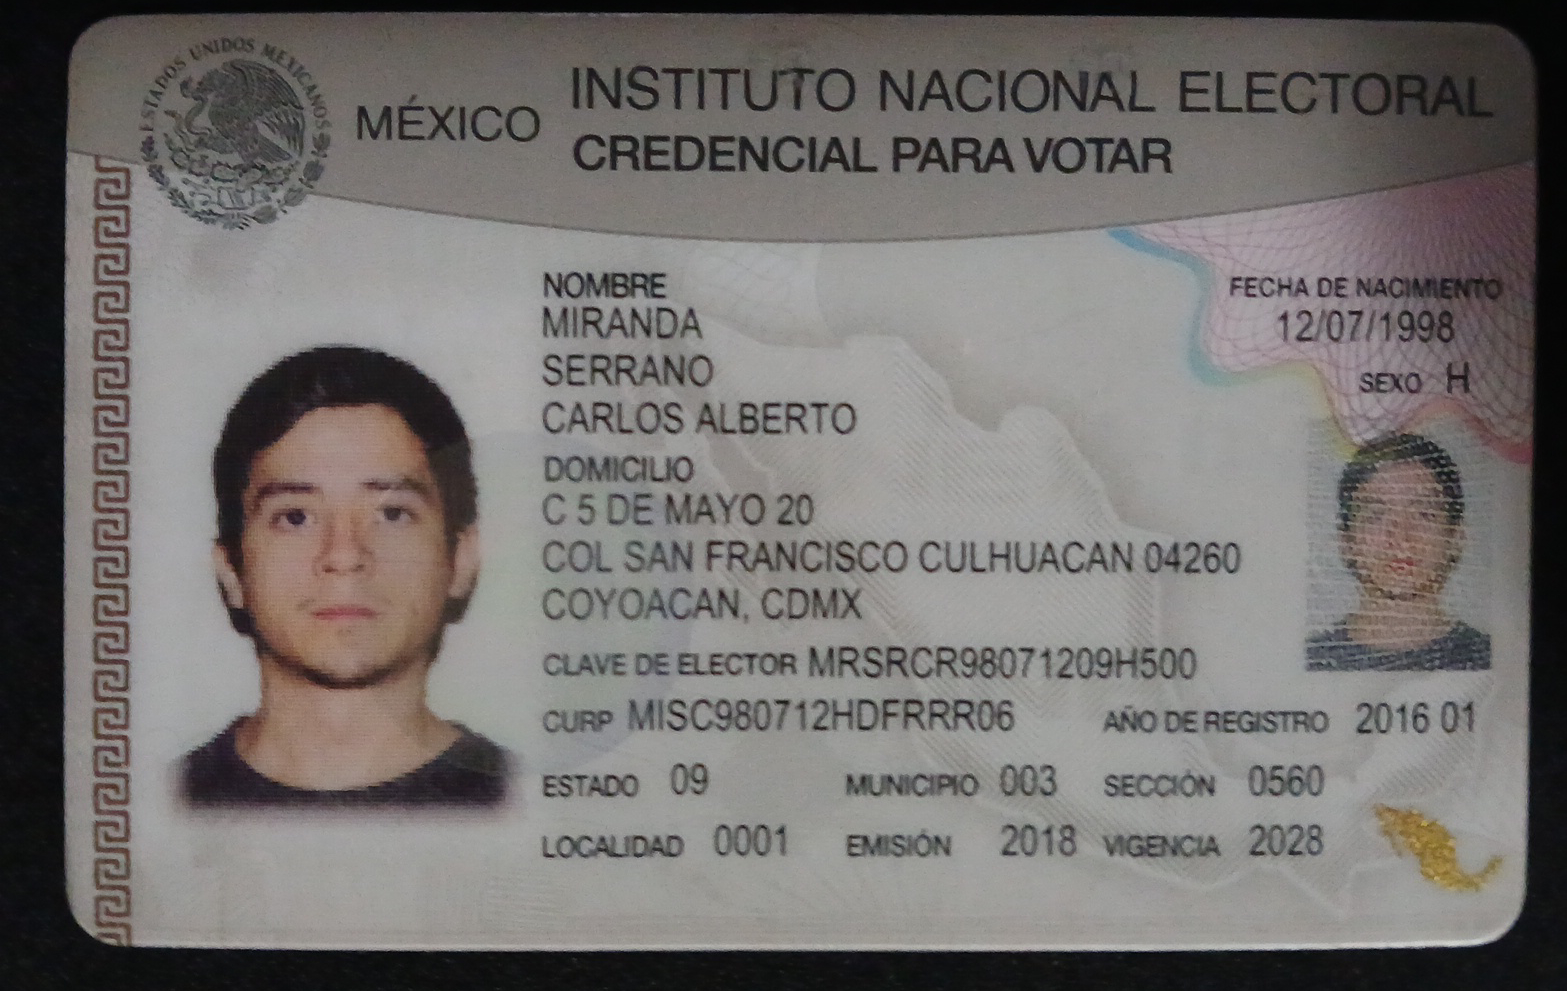 ESTADOS UNIDOS MEXICANOS
MÉXICO
INSTITUTO NACIONAL ELECTORAL
CREDENCIAL PARA VOTAR
NOMBRE
MIRANDA
SERRANO
CARLOS ALBERTO
FECHA DE NACIMIENTO
12/07/1998
SEXO H
DOMICILIO
C 5 DE MAYO 20
COL SAN FRANCISCO CULHUACAN 04260
COYOACAN, CDMX
CLAVE DE ELECTOR MRSRCR98071209H500
CURP MISC980712HDFRRR06 AÑO DE REGISTRO 2016 01
ESTADO 09 MUNICIPIO 003 SECCIÓN 0560
LOCALIDAD 0001 EMISIÓN 2018 VIGENCIA 2028